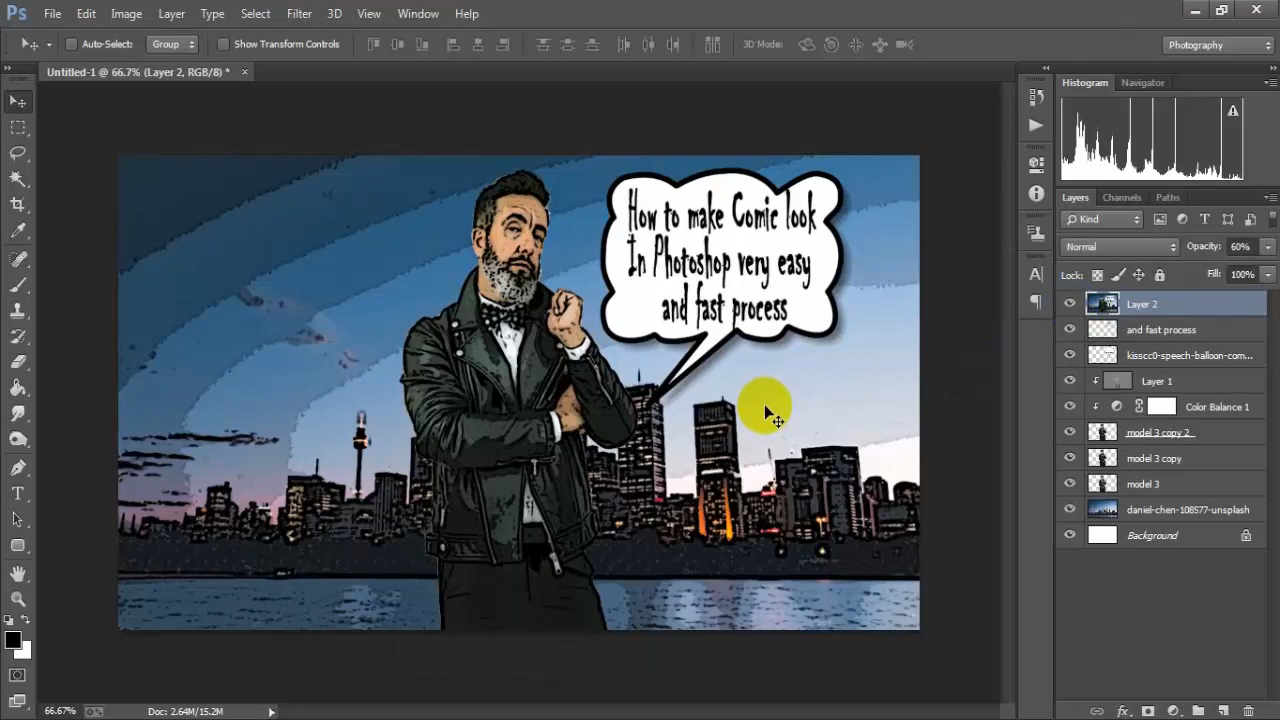 Ps File Edit Image Layer Type Select Filter 3D View Window Help
Auto-Select: Group Show Transform Controls 3D Mode: Photography
Untitled-1 @ 66.7% (Layer 2, RGB/8) * ×
Histogram Navigator
How to make Comic look
In Photoshop very easy
and fast process
Layers Channels Paths
Kind
Normal Opacity: 60%
Lock: Fill: 100%
Layer 2
and fast process
kisscc0-speech-balloon-com...
Layer 1
Color Balance 1
model 3 copy 2
model 3 copy
model 3
daniel-chen-108577-unsplash
Background
66.67% Doc: 2.64M/15.2M